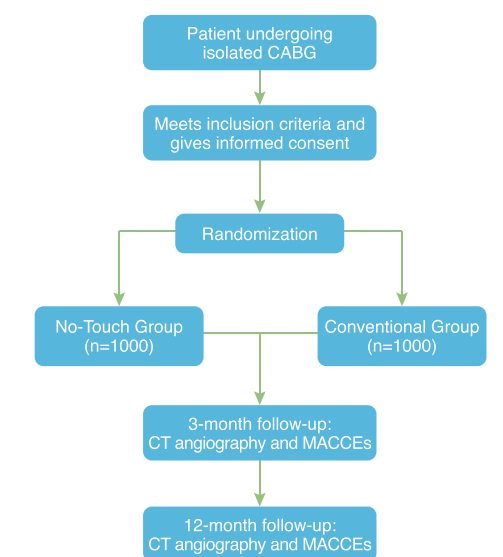 Patient undergoing
isolated CABG
Meets inclusion criteria and
gives informed consent
Randomization
No-Touch Group
(n=1000)
Conventional Group
(n=1000)
3-month follow-up:
CT angiography and MACCEs
12-month follow-up:
CT angiography and MACCEs